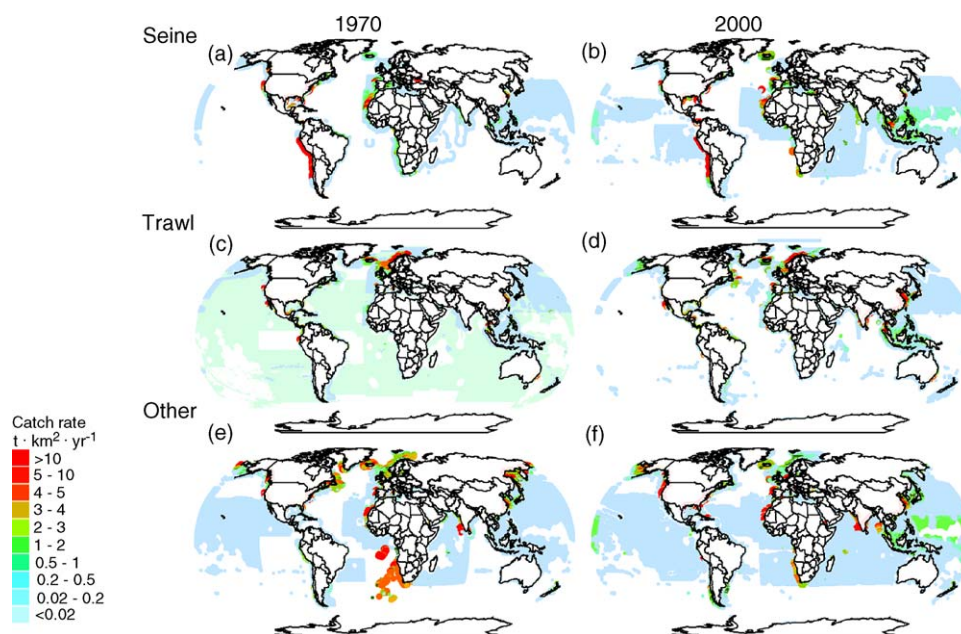 1970
2000
Seine
(a)
(b)
Trawl
(c)
(d)
Other
(e)
(f)
Catch rate
t · km² · yr⁻¹
>10
5 - 10
4 - 5
3 - 4
2 - 3
1 - 2
0.5 - 1
0.2 - 0.5
0.02 - 0.2
<0.02